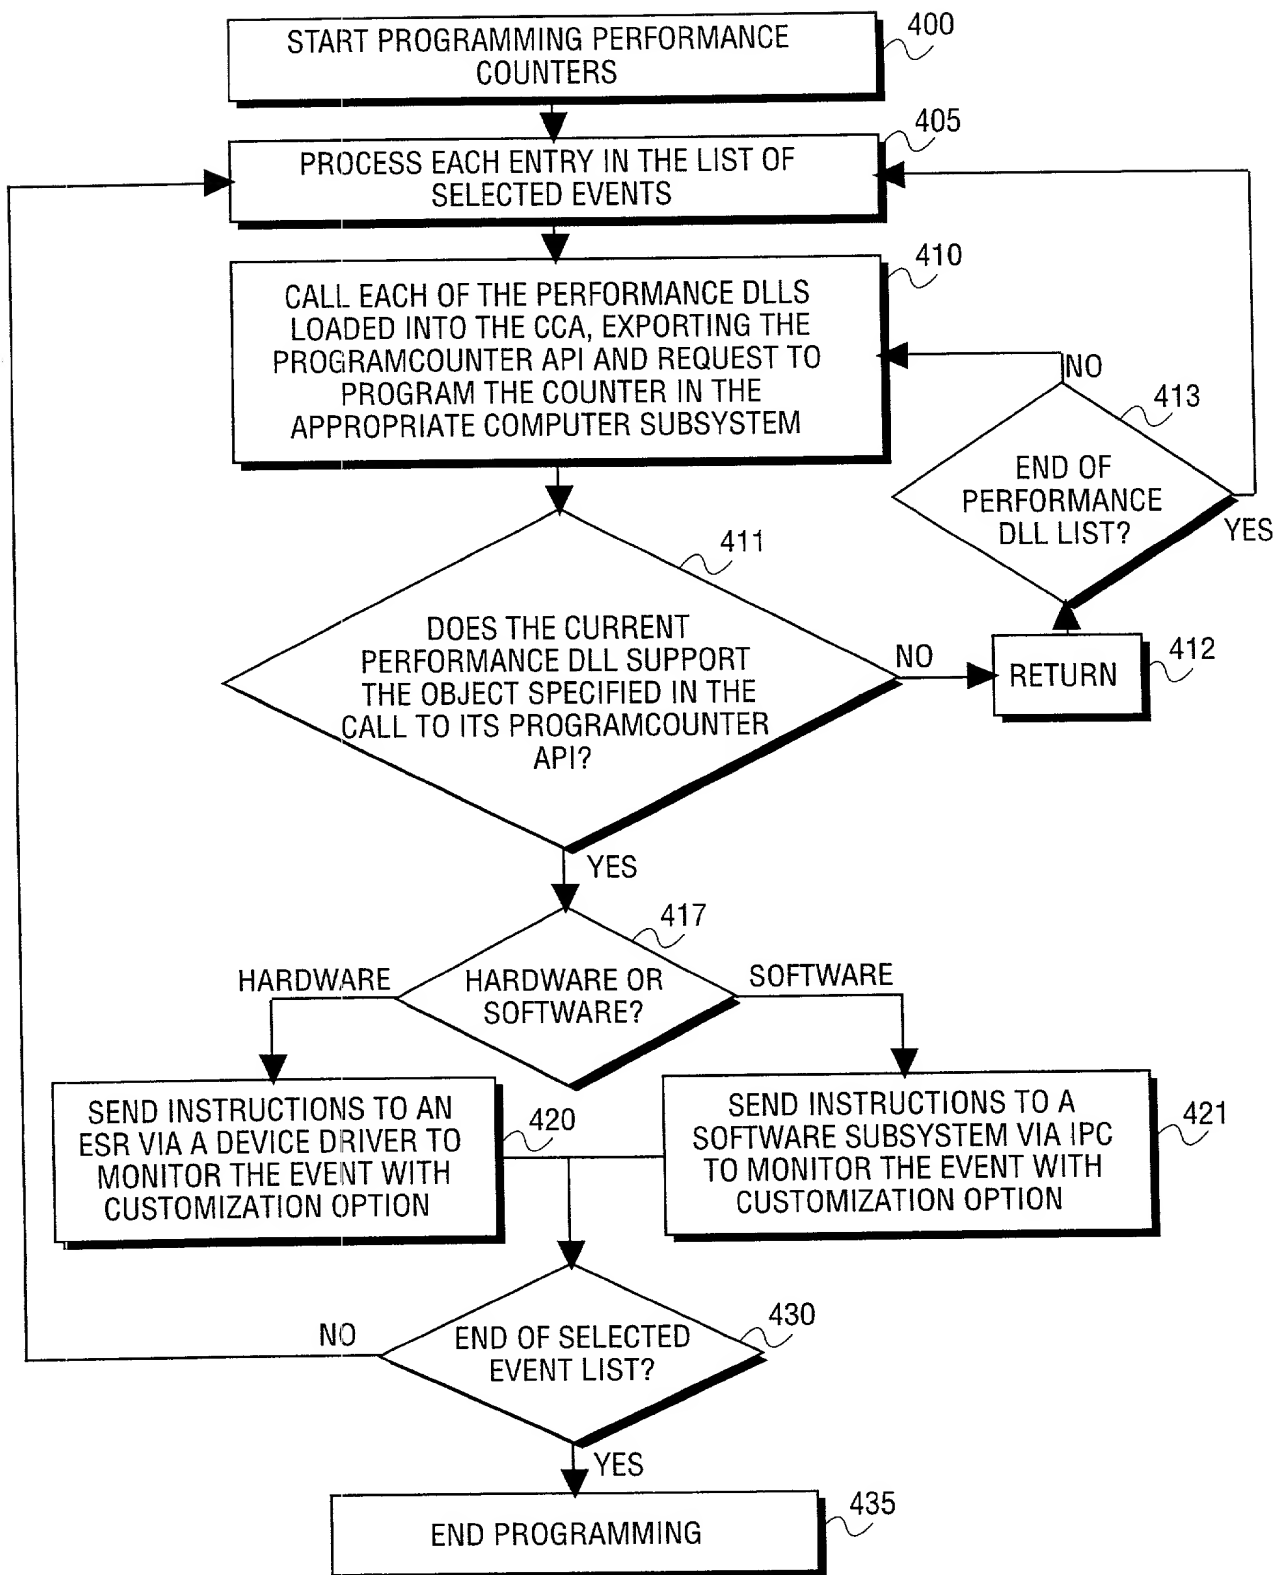 START PROGRAMMING PERFORMANCE
COUNTERS
400
PROCESS EACH ENTRY IN THE LIST OF
SELECTED EVENTS
405
CALL EACH OF THE PERFORMANCE DLLS
LOADED INTO THE CCA, EXPORTING THE
PROGRAMCOUNTER API AND REQUEST TO
PROGRAM THE COUNTER IN THE
APPROPRIATE COMPUTER SUBSYSTEM
410
NO
413
END OF
PERFORMANCE
DLL LIST?
YES
411
DOES THE CURRENT
PERFORMANCE DLL SUPPORT
THE OBJECT SPECIFIED IN THE
CALL TO ITS PROGRAMCOUNTER
API?
NO
RETURN
412
YES
417
HARDWARE OR
SOFTWARE?
HARDWARE
SOFTWARE
SEND INSTRUCTIONS TO AN
ESR VIA A DEVICE DRIVER TO
MONITOR THE EVENT WITH
CUSTOMIZATION OPTION
420
SEND INSTRUCTIONS TO A
SOFTWARE SUBSYSTEM VIA IPC
TO MONITOR THE EVENT WITH
CUSTOMIZATION OPTION
421
430
END OF SELECTED
EVENT LIST?
NO
YES
END PROGRAMMING
435